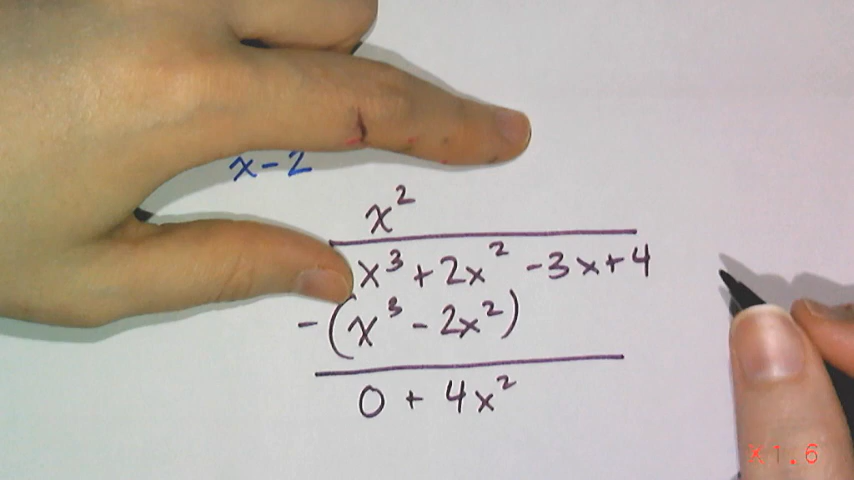 x-2
x²
x³+2x²-3x+4
-(x³-2x²)
0+4x²
x1.6